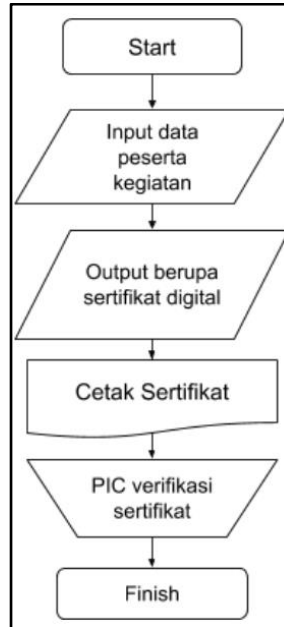 Start
Input data
peserta
kegiatan
Output berupa
sertifikat digital
Cetak Sertifikat
PIC verifikasi
sertifikat
Finish